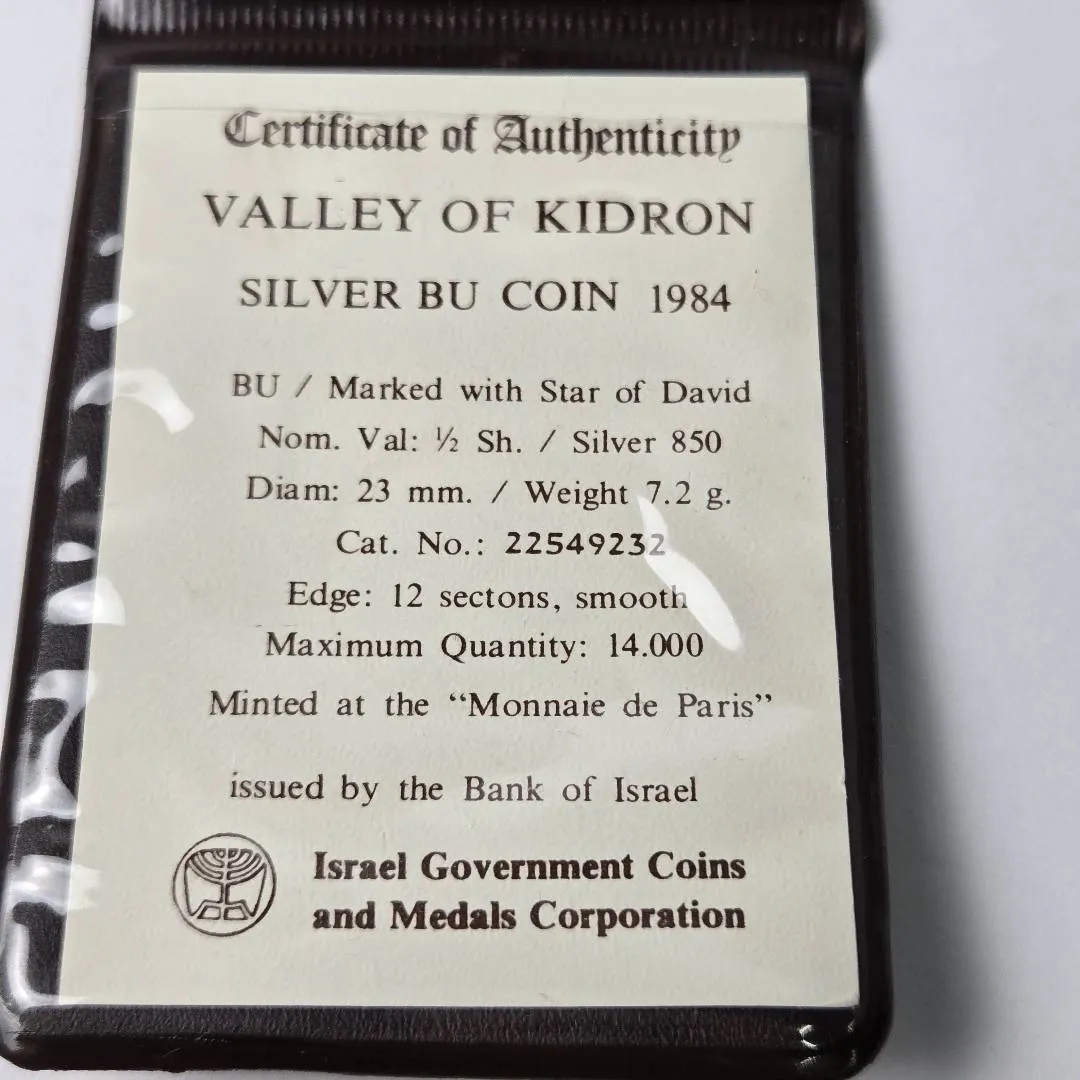 Certificate of Authenticity
VALLEY OF KIDRON
SILVER BU COIN 1984
BU / Marked with Star of David
Nom. Val: ½ Sh. / Silver 850
Diam: 23 mm. / Weight 7.2 g.
Cat. No.: 22549232
Edge: 12 sectons, smooth
Maximum Quantity: 14.000
Minted at the “Monnaie de Paris”
issued by the Bank of Israel
Israel Government Coins
and Medals Corporation